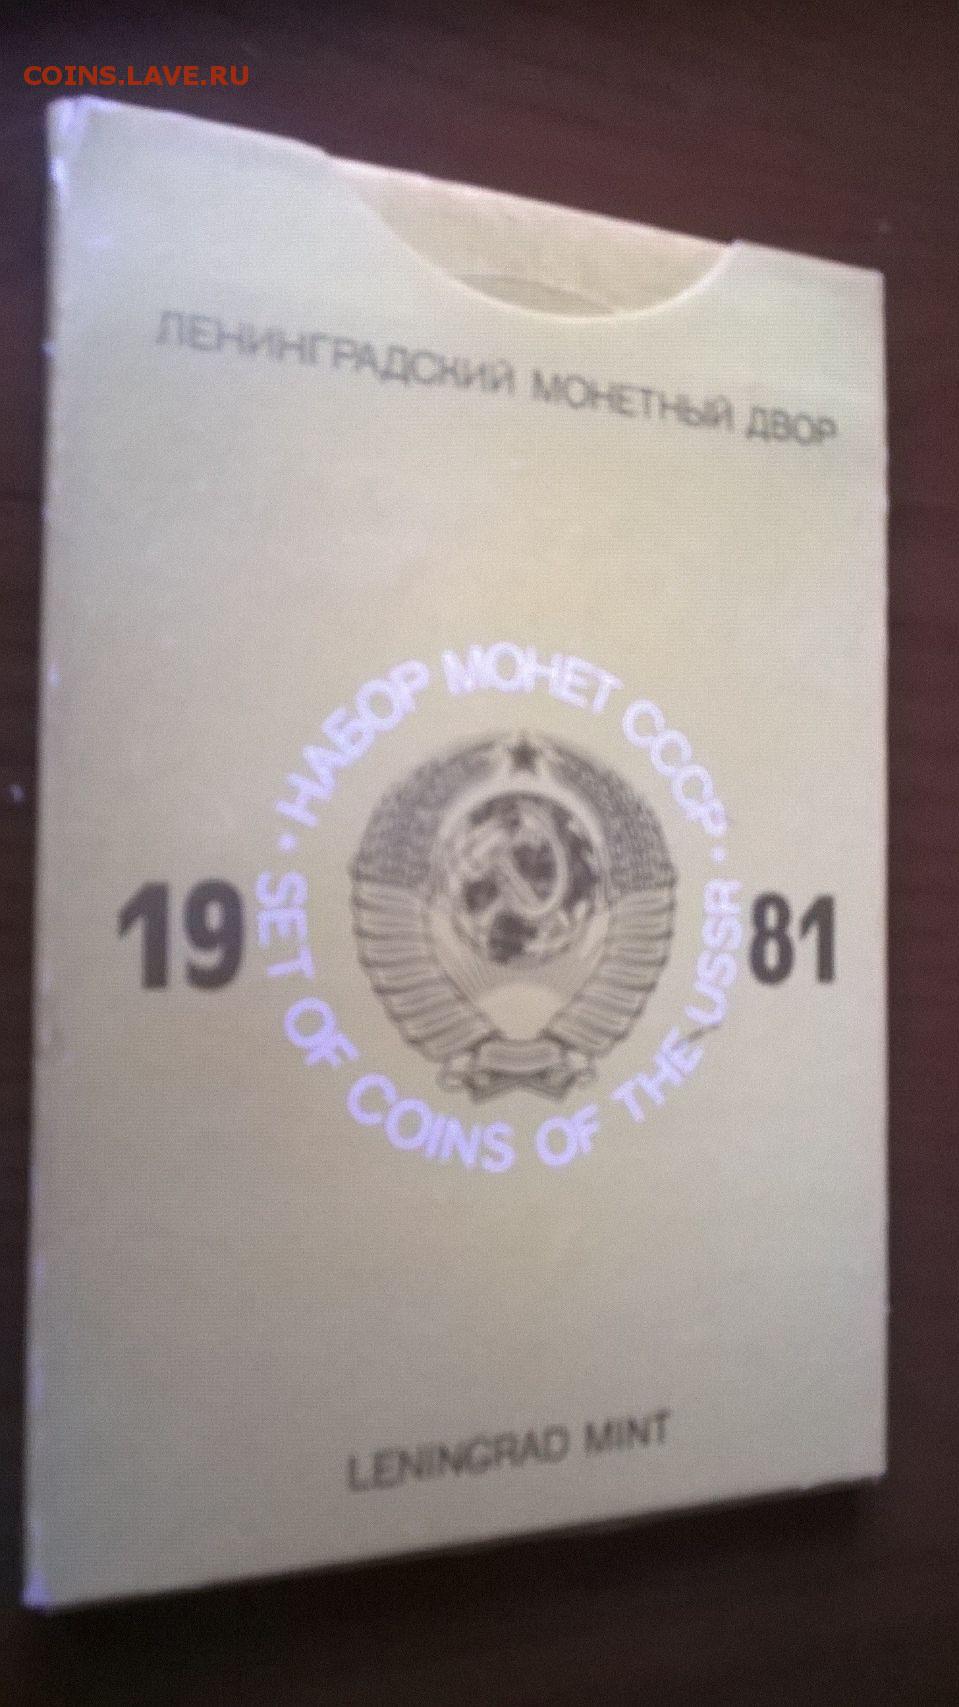 COINS.LAVE.RU
ЛЕНИНГРАДСКИЙ МОНЕТНЫЙ ДВОР
· НАБОР МОНЕТ СССР ·
19 81
SET OF COINS OF THE USSR
LENINGRAD MINT